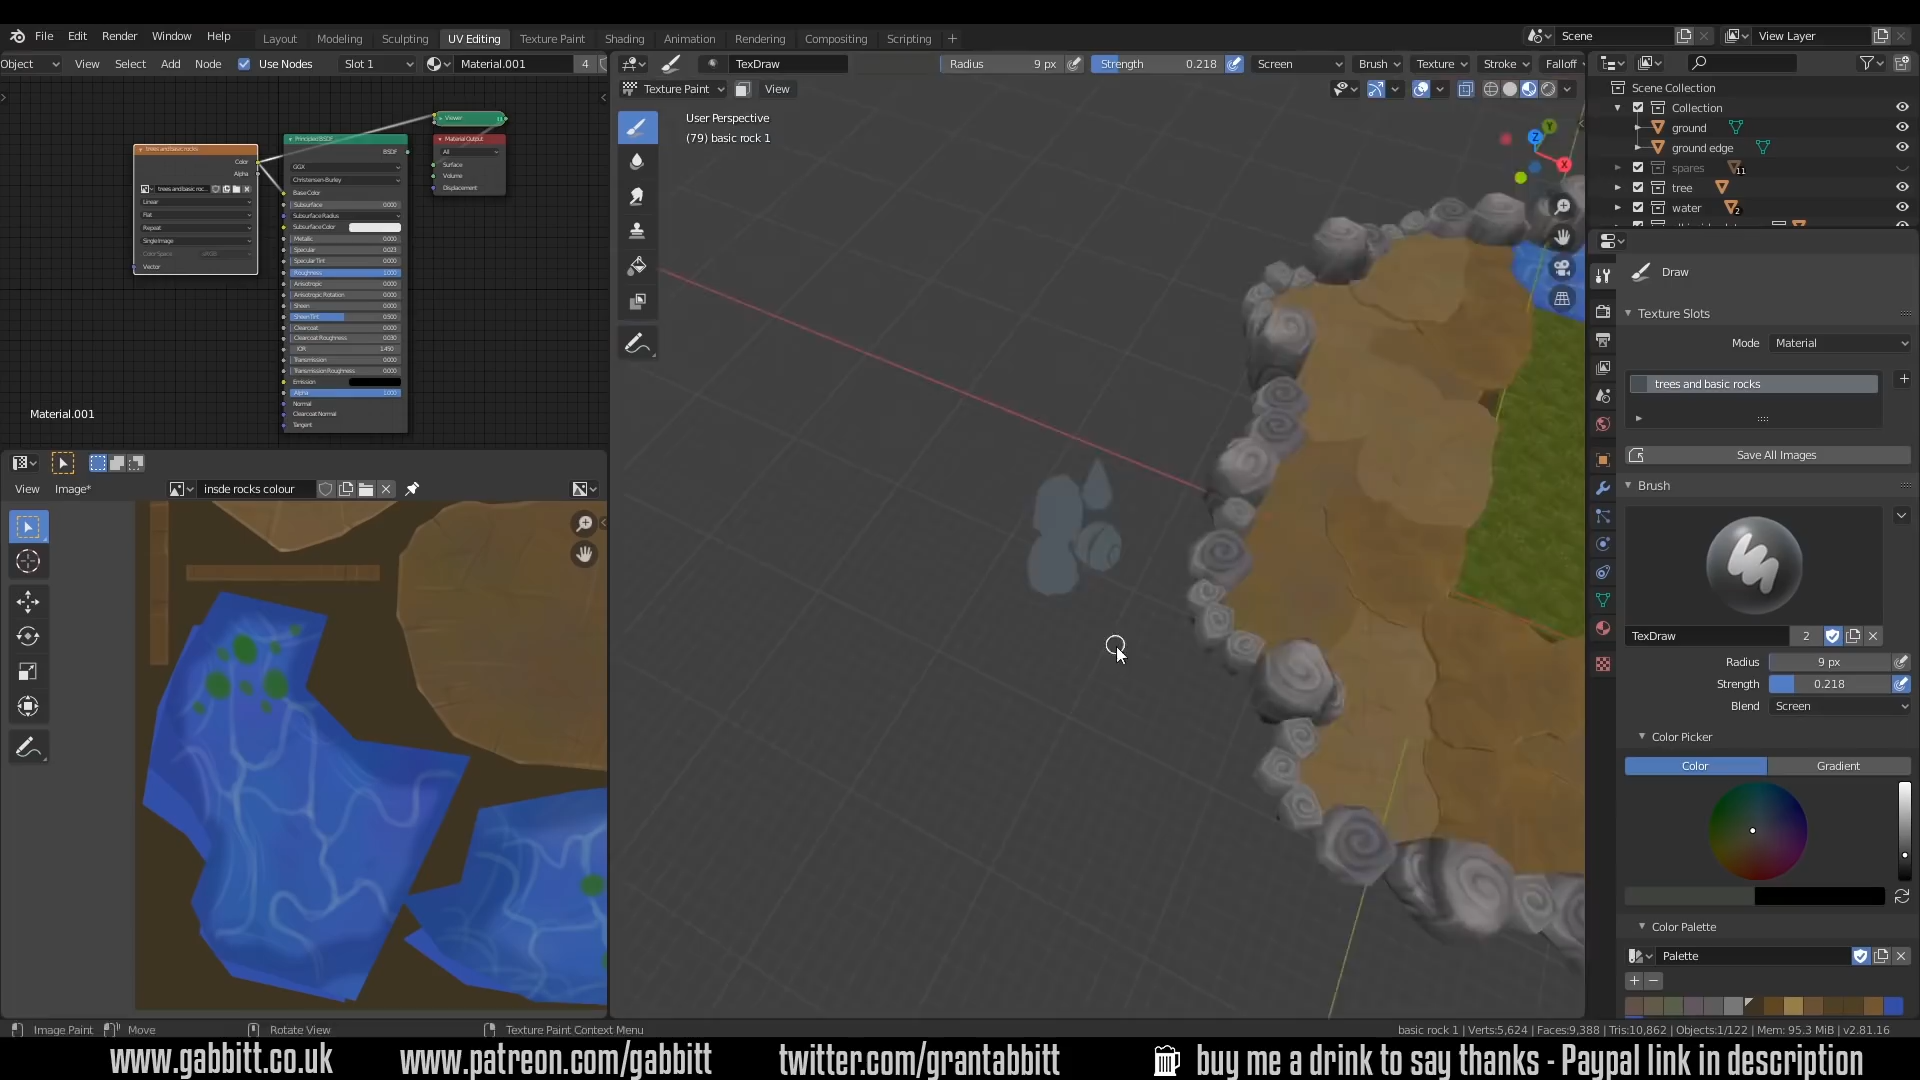 File Edit Render Window Help Layout Modeling Sculpting UV Editing Texture Paint Shading Animation Rendering Compositing Scripting + Scene View Layer
Object View Select Add Node Use Nodes Slot 1 Material.001 4
TexDraw Radius 9 px Strength 0.218 Screen Brush Texture Stroke Falloff
Texture Paint View
User Perspective
(79) basic rock 1
Viewer
Principled BSDF
Material Output
BSDF
All
Surface
Volume
Displacement
trees and basic rocks
Color
Alpha
trees and basic roc...
Linear
Flat
Repeat
Single Image
Color Space sRGB
Vector
GGX
Christensen-Burley
Base Color
Subsurface 0.000
Subsurface Radius
Subsurface Color
Metallic 0.000
Specular 0.023
Specular Tint 0.000
Roughness 1.000
Anisotropic 0.000
Anisotropic Rotation 0.000
Sheen 0.000
Sheen Tint 0.500
Clearcoat 0.000
Clearcoat Roughness 0.030
IOR 1.450
Transmission 0.000
Transmission Roughness 0.000
Emission
Alpha 1.000
Normal
Clearcoat Normal
Tangent
Material.001
View Image* insde rocks colour
Scene Collection
Collection
ground
ground edge
spares 11
tree
water 2
Draw
Texture Slots
Mode Material
trees and basic rocks
Save All Images
Brush
TexDraw 2
Radius 9 px
Strength 0.218
Blend Screen
Color Picker
Color Gradient
Color Palette
Palette
Image Paint Move Rotate View Texture Paint Context Menu basic rock 1 | Verts:5,624 | Faces:9,388 | Tris:10,862 | Objects:1/122 | Mem: 95.3 MiB | v2.81.16
www.gabbitt.co.uk www.patreon.com/gabbitt twitter.com/grantabbitt buy me a drink to say thanks - Paypal link in description